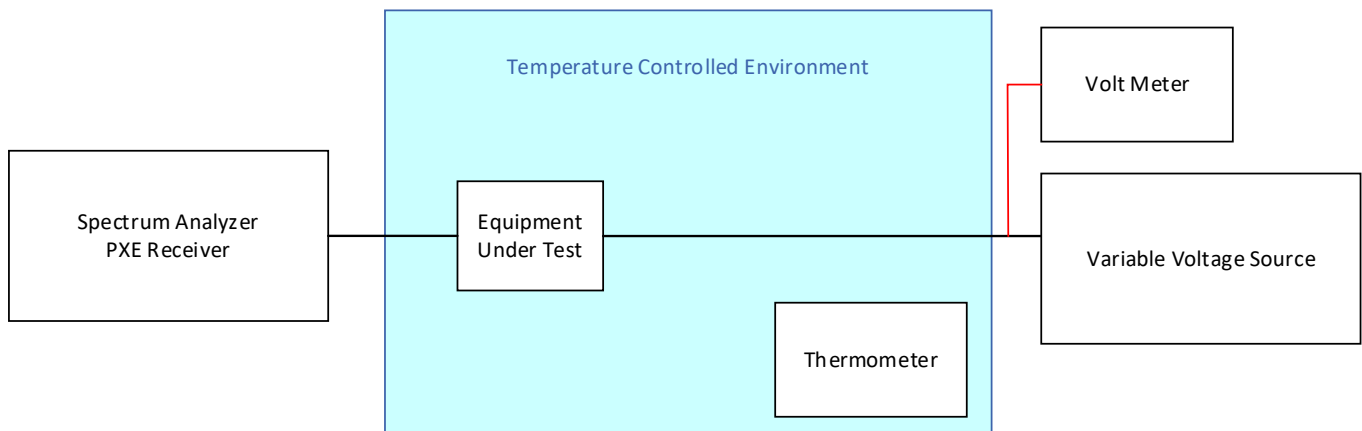 Temperature Controlled Environment
Volt Meter
Spectrum Analyzer
PXE Receiver
Equipment
Under Test
Variable Voltage Source
Thermometer